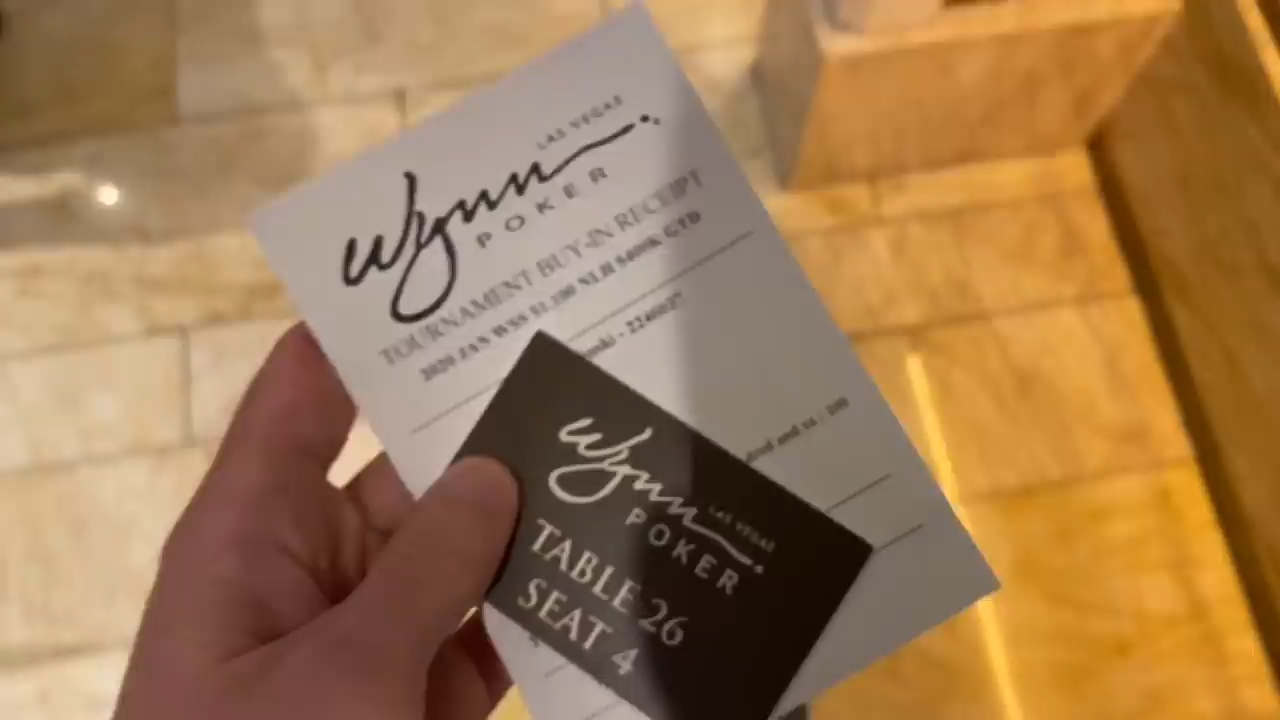 Wynn
LAS VEGAS
POKER
TOURNAMENT BUY-IN RECEIPT
2020 JAN WSS $1,100 NLH $400K GTD
Wynn
LAS VEGAS
POKER
TABLE 26
SEAT 4